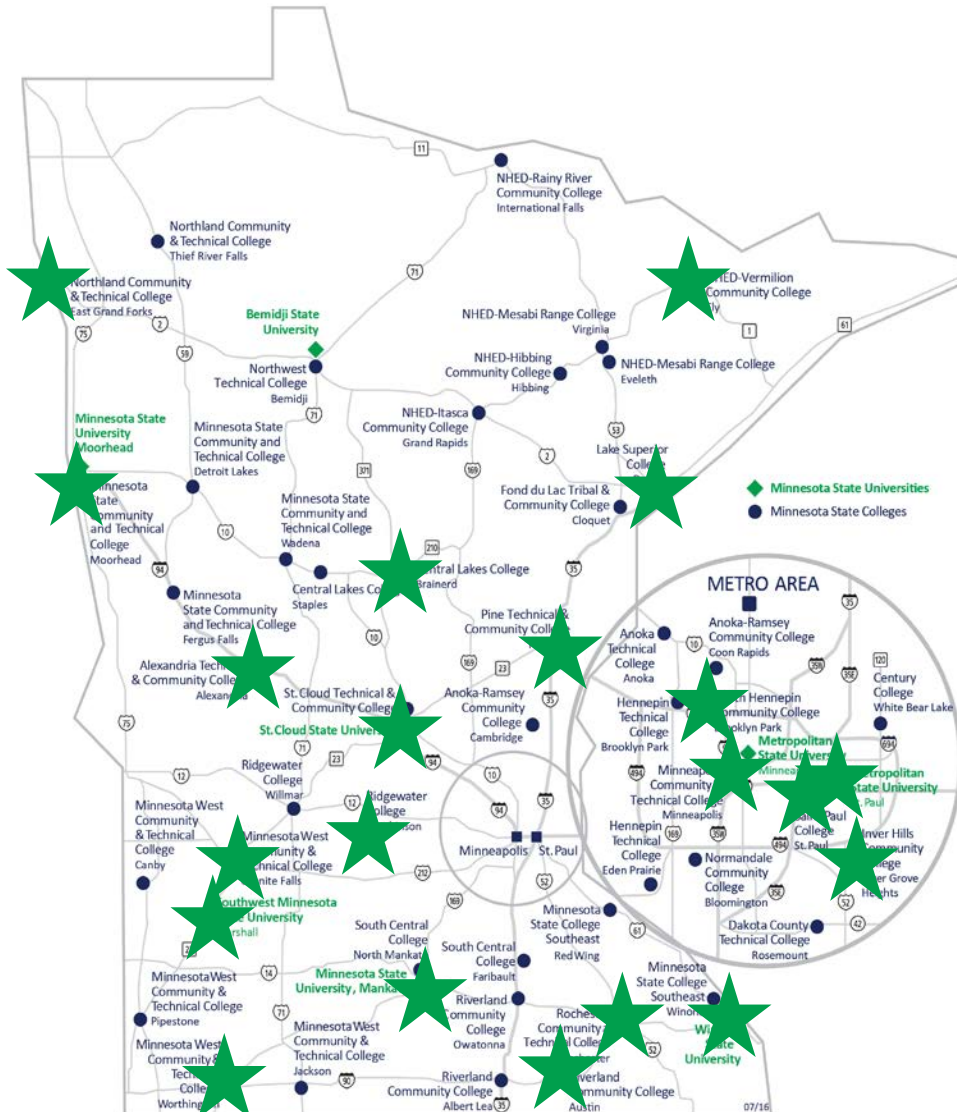 11
NHED-Rainy River
Community College
International Falls
Northland Community
& Technical College
Thief River Falls
71
Northland Community
& Technical College
East Grand Forks
2
75
59
Bemidji State
University
Northwest
Technical College
Bemidji
71
NHED-Vermilion
Community College
1
61
NHED-Mesabi Range College
Virginia
NHED-Hibbing
Community College
Hibbing
NHED-Mesabi Range College
Eveleth
NHED-Itasca
Community College
Grand Rapids
53
2
169
371
Minnesota State
University
Moorhead
Minnesota State
Community and
Technical College
Detroit Lakes
State
Community
and Technical
College
Moorhead
10
94
Lake Superior
Fond du Lac Tribal &
Community College
Cloquet
Minnesota State Universities
Minnesota State Colleges
Minnesota State
Community and
Technical College
Wadena
210
Central Lakes College
Brainerd
Central Lakes
Staples
35
Minnesota
State Community
and Technical College
Fergus Falls
10
Pine Technical &
Community
23
169
35
Alexandria
& Community
St. Cloud Technical &
Community College
St. Cloud State
Anoka-Ramsey
Community
College
Cambridge
75
71
23
94
10
12
Ridgewater
College
Willmar
12
Ridgewater
College
94
35
Minneapolis
St. Paul
Minnesota West
Community
& Technical
College
Canby
Minnesota West
Community &
Technical College
Falls
212
169
52
Southwest Minnesota
University
South Central
College
North Mankato
Minnesota State
University,
South Central
College
Faribault
Minnesota
State College
Southeast
Red Wing
61
14
71
Minnesota West
Community &
Technical College
Pipestone
Riverland
Community
College
Owatonna
Community
Technical
Minnesota
State College
Southeast
State
University
52
Minnesota West
Community
Minnesota West
Community
& Technical
College
Jackson
90
Riverland
Community College
Albert Lea
35
Community College
Austin
METRO AREA
35
Anoka-Ramsey
Community College
Coon Rapids
Anoka
Technical
College
Anoka
10
35W
35E
120
Century
College
White Bear Lake
Hennepin
Technical
College
Brooklyn Park
Hennepin
Community College
Brooklyn Park
694
Metropolitan
State University
494
Community
Technical College
Minneapolis
Metropolitan
State University
St. Paul
Paul
College
St. Paul
Hennepin
Technical
College
Eden Prairie
169
35W
494
Inver Hills
Community
College
Grove
Heights
Normandale
Community
College
Bloomington
35E
52
42
Dakota County
Technical College
Rosemount
07/16